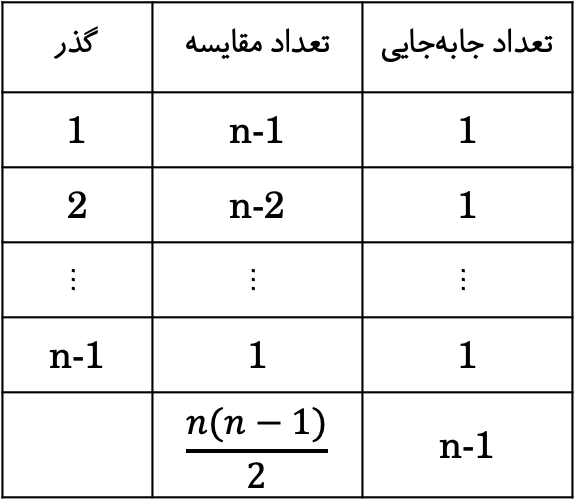 گذر تعداد مقایسه تعداد جابه‌جایی
1 n-1 1
2 n-2 1
⋮ ⋮ ⋮
n-1 1 1
n(n − 1)/2 n-1